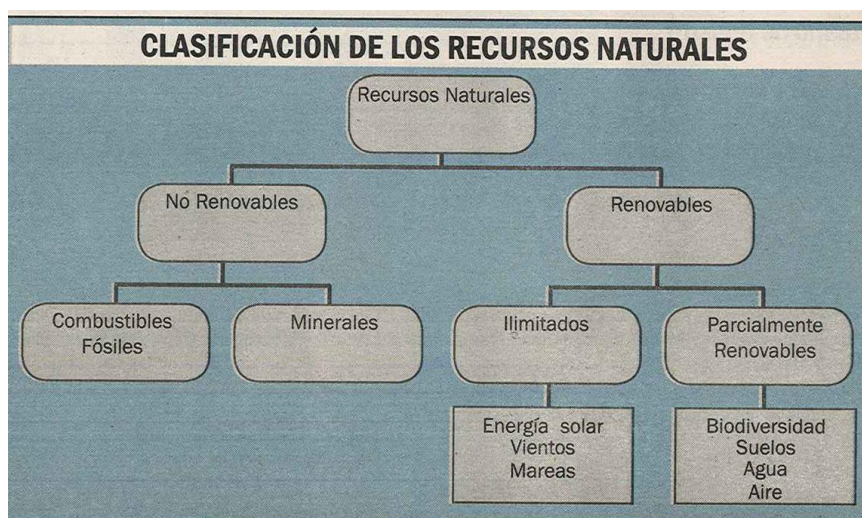 CLASIFICACIÓN DE LOS RECURSOS NATURALES
Recursos Naturales
No Renovables
Renovables
Combustibles
Fósiles
Minerales
Ilimitados
Parcialmente
Renovables
Energía solar
Vientos
Mareas
Biodiversidad
Suelos
Agua
Aire